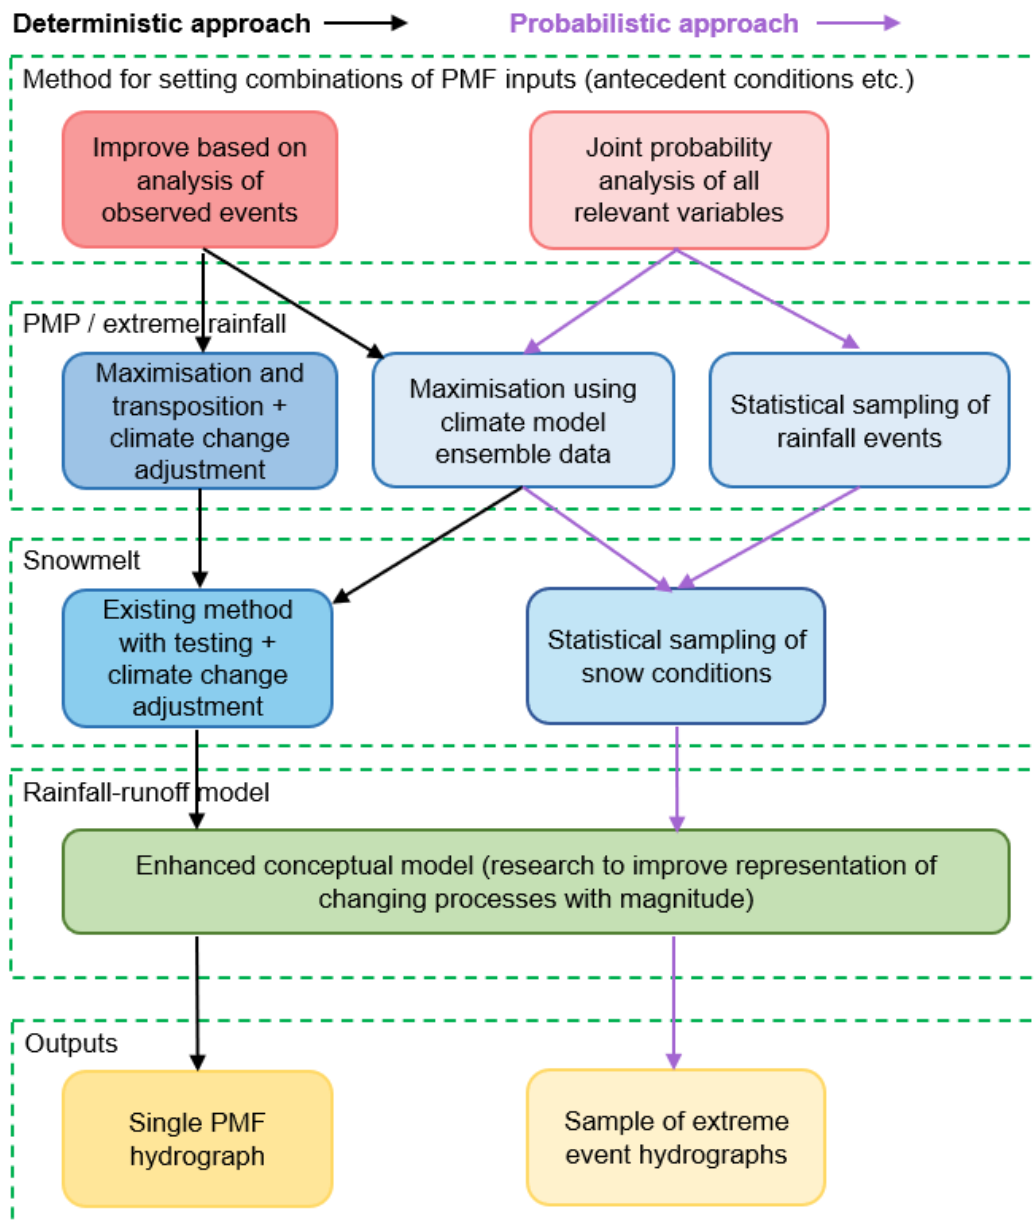 Deterministic approach
Probabilistic approach
Method for setting combinations of PMF inputs (antecedent conditions etc.)
Improve based on
analysis of
observed events
Joint probability
analysis of all
relevant variables
PMP / extreme rainfall
Maximisation and
transposition +
climate change
adjustment
Maximisation using
climate model
ensemble data
Statistical sampling of
rainfall events
Snowmelt
Existing method
with testing +
climate change
adjustment
Statistical sampling of
snow conditions
Rainfall-runoff model
Enhanced conceptual model (research to improve representation of
changing processes with magnitude)
Outputs
Single PMF
hydrograph
Sample of extreme
event hydrographs